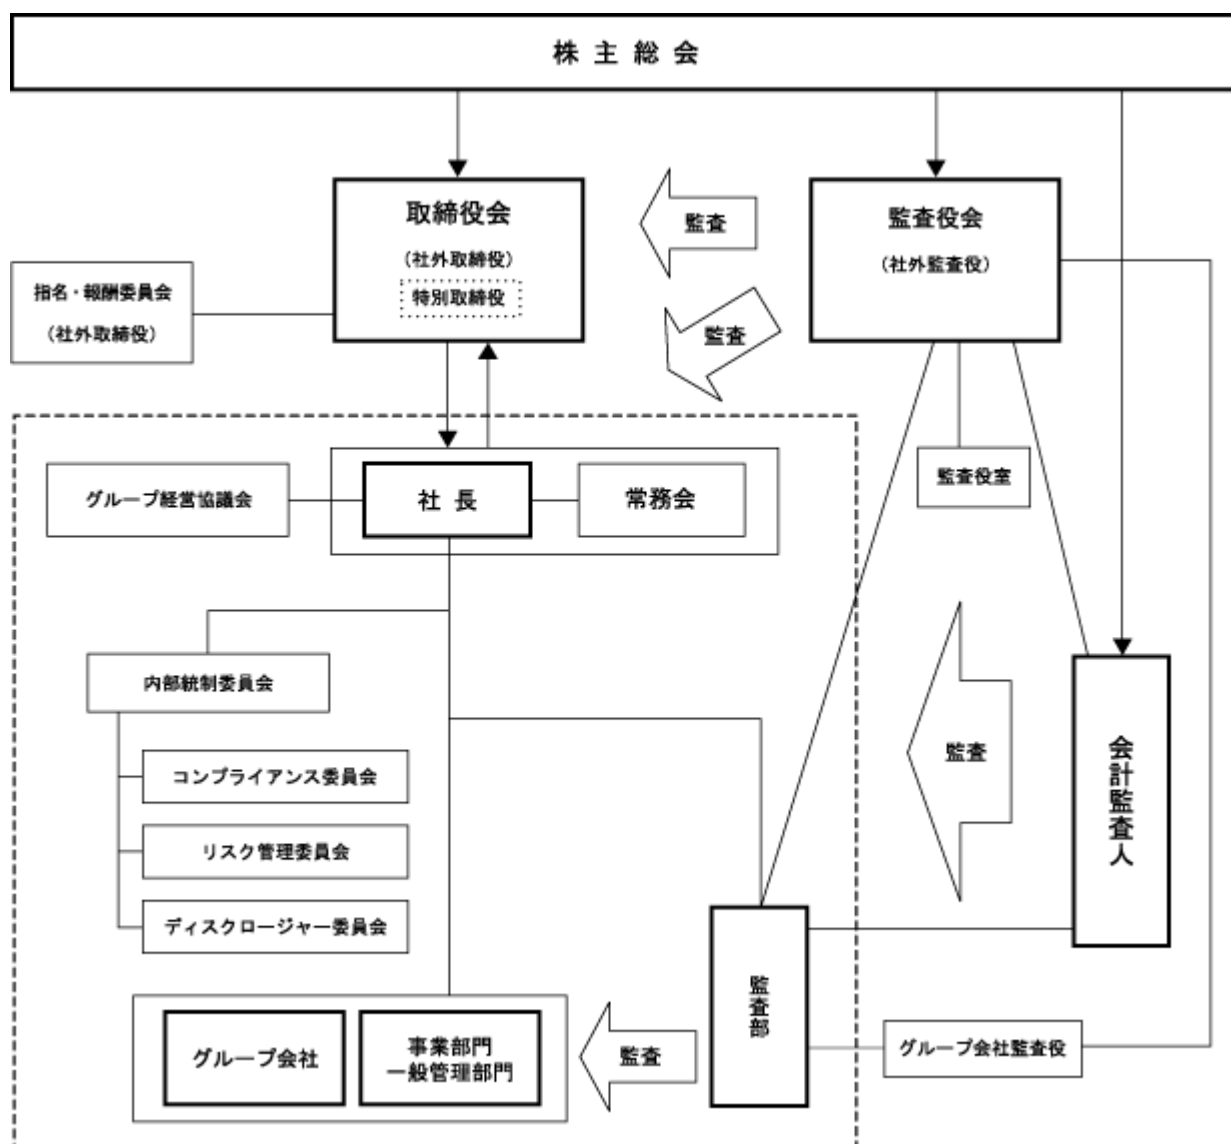 株主総会
取締役会
(社外取締役)
特別取締役
監査
監査役会
(社外監査役)
指名・報酬委員会
(社外取締役)
監査
グループ経営協議会
社長
常務会
監査役室
内部統制委員会
コンプライアンス委員会
リスク管理委員会
ディスクロージャー委員会
監査
会計監査人
監査部
グループ会社
事業部門
一般管理部門
監査
グループ会社監査役